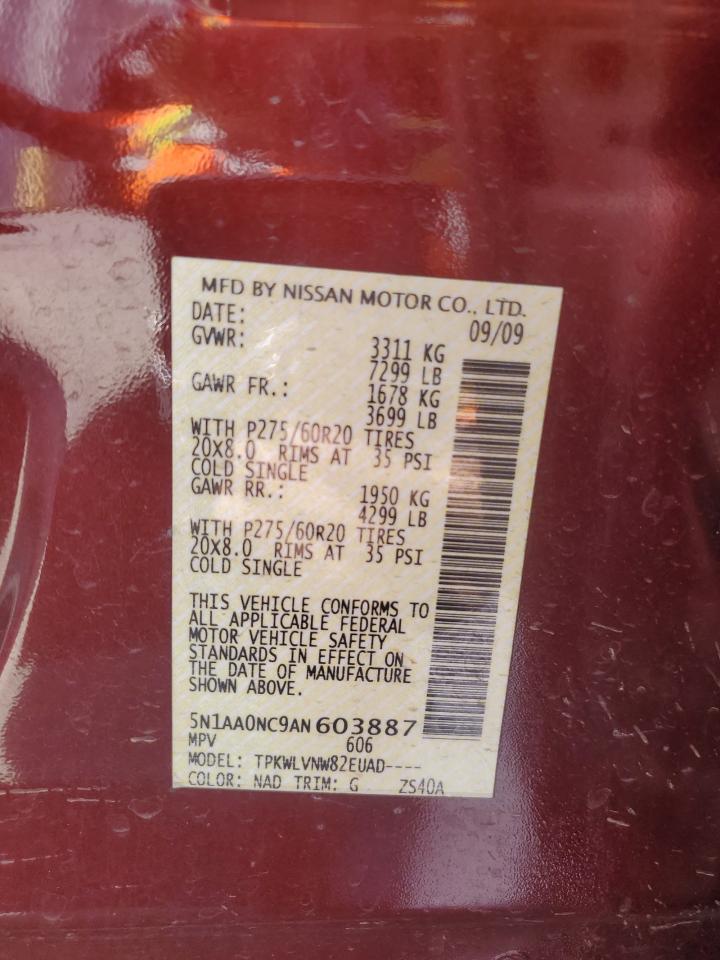 MFD BY NISSAN MOTOR CO., LTD.
DATE: 09/09
GVWR: 3311 KG
7299 LB
GAWR FR.: 1678 KG
3699 LB
WITH P275/60R20 TIRES
20X8.0 RIMS AT 35 PSI
COLD SINGLE
GAWR RR.: 1950 KG
4299 LB
WITH P275/60R20 TIRES
20X8.0 RIMS AT 35 PSI
COLD SINGLE
THIS VEHICLE CONFORMS TO
ALL APPLICABLE FEDERAL
MOTOR VEHICLE SAFETY
STANDARDS IN EFFECT ON
THE DATE OF MANUFACTURE
SHOWN ABOVE.
5N1AA0NC9AN603887
MPV 606
MODEL: TPKWLVNW82EUAD----
COLOR: NAD TRIM: G ZS40A